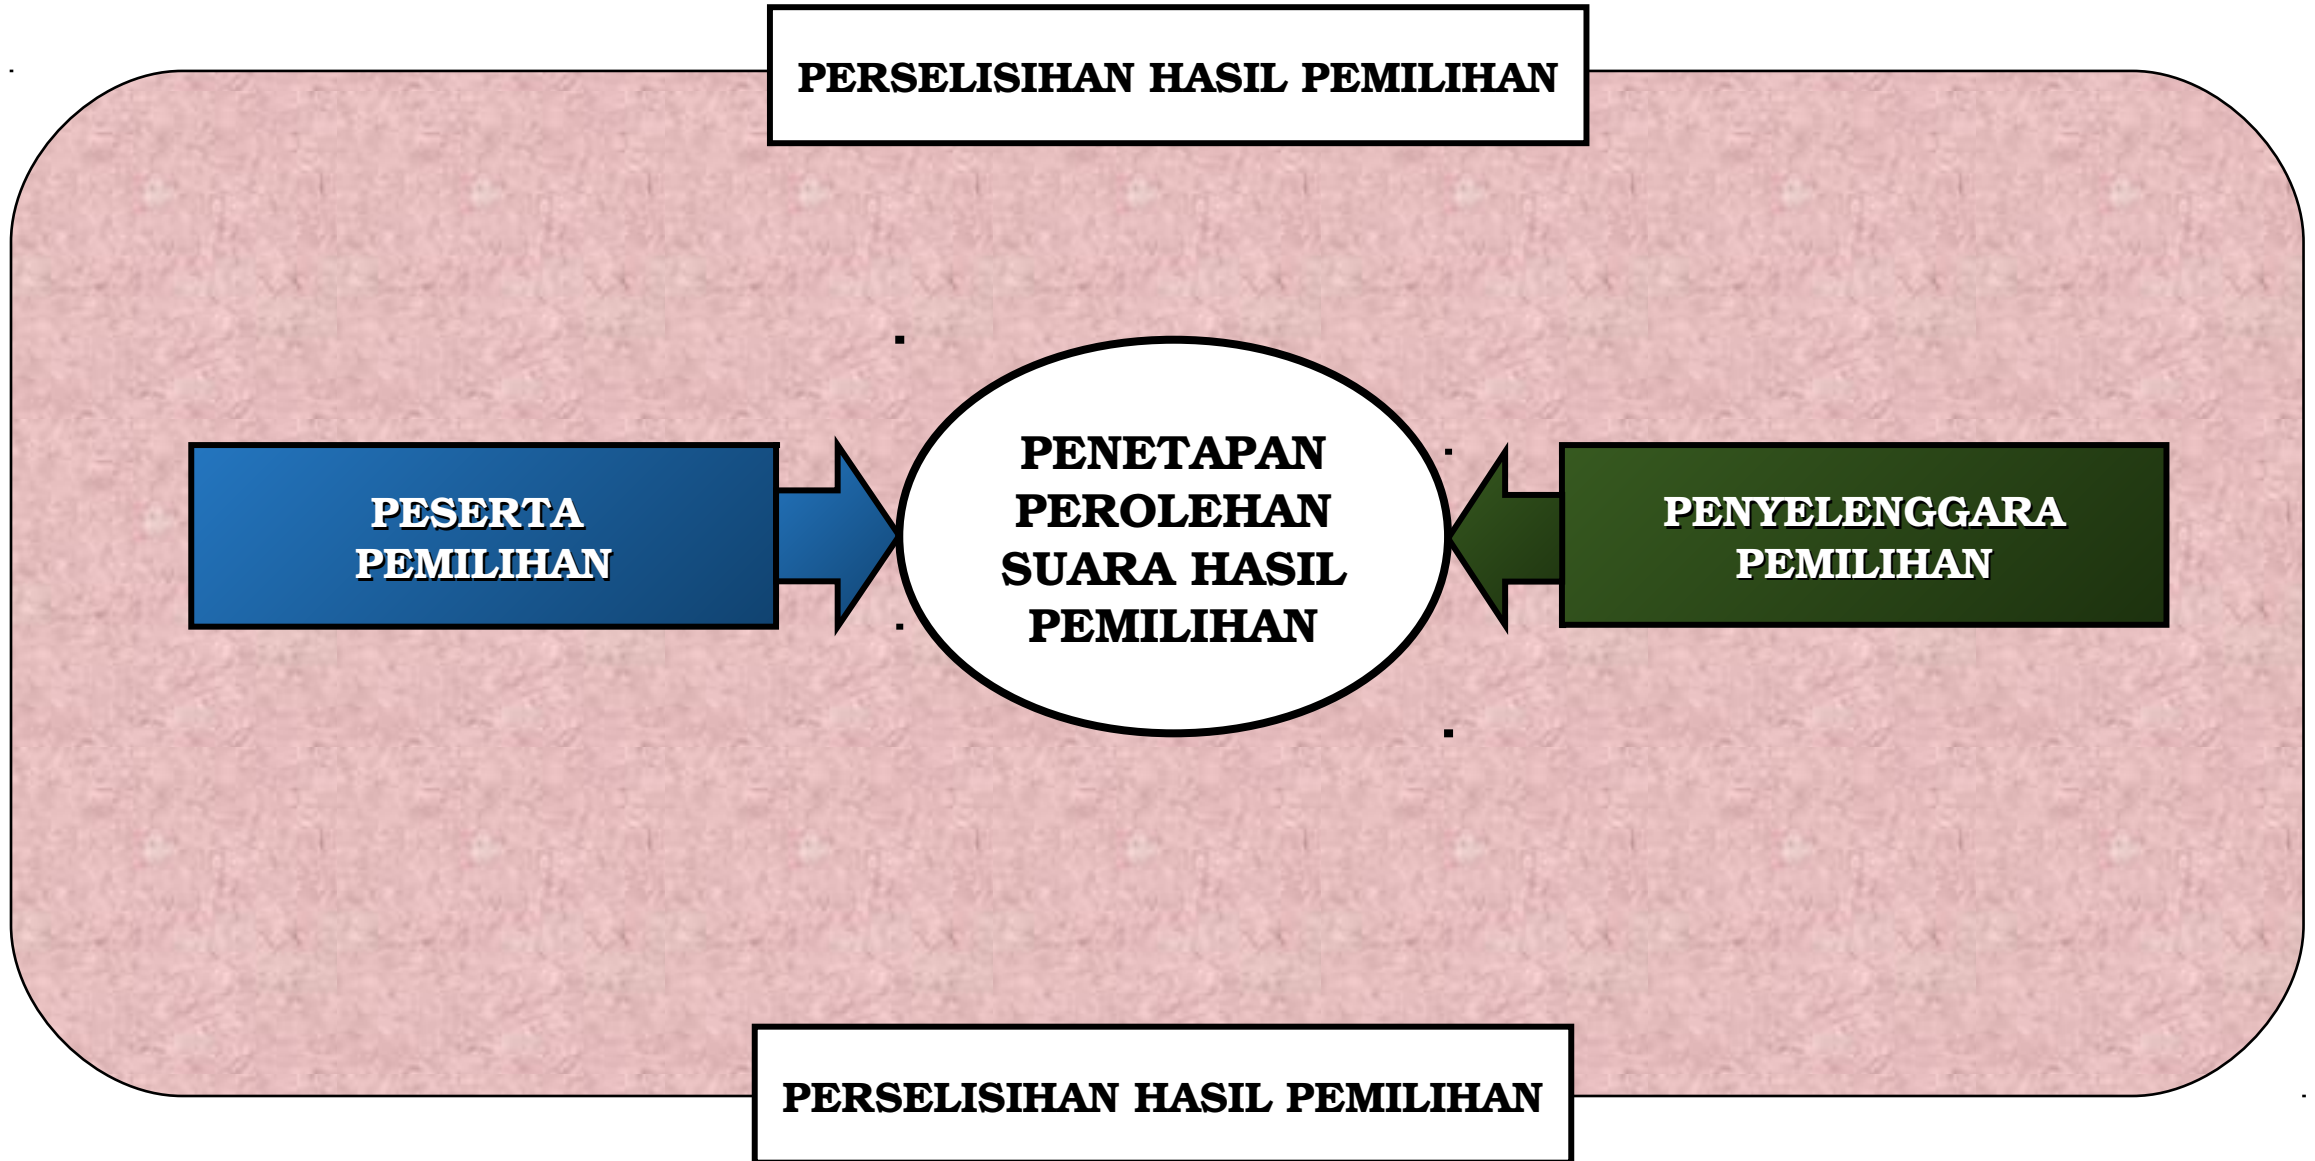 PERSELISIHAN HASIL PEMILIHAN
PESERTA
PEMILIHAN
PENETAPAN
PEROLEHAN
SUARA HASIL
PEMILIHAN
PENYELENGGARA
PEMILIHAN
PERSELISIHAN HASIL PEMILIHAN